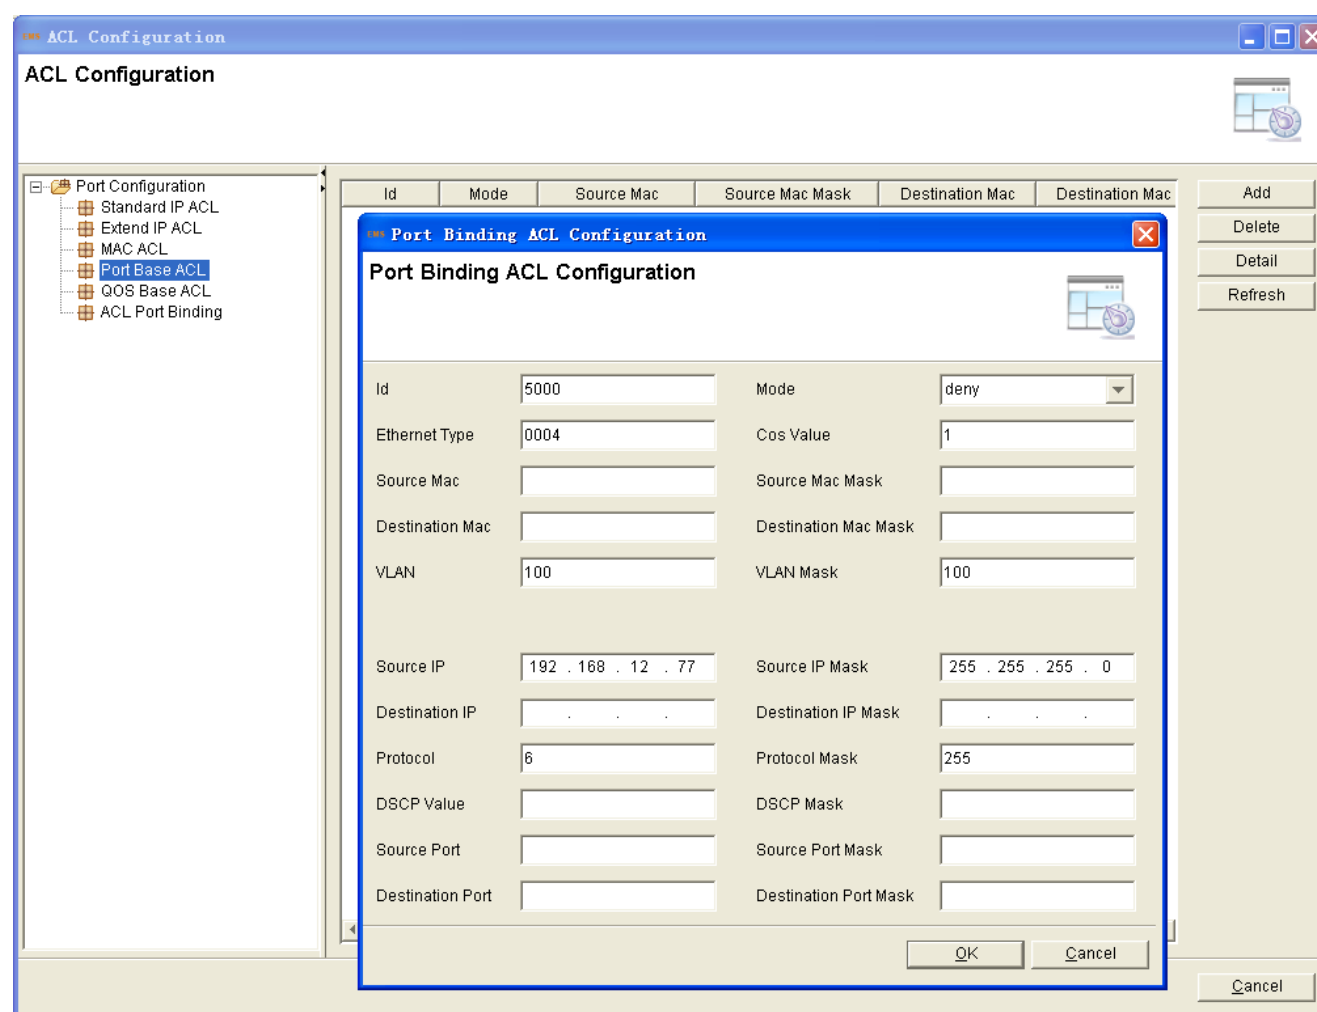 EMS ACL Configuration
ACL Configuration
Port Configuration
Standard IP ACL
Extend IP ACL
MAC ACL
Port Base ACL
QOS Base ACL
ACL Port Binding
Id Mode Source Mac Source Mac Mask Destination Mac Destination Mac
Add
Delete
Detail
Refresh
EMS Port Binding ACL Configuration
Port Binding ACL Configuration
Id 5000 Mode deny
Ethernet Type 0004 Cos Value 1
Source Mac Source Mac Mask
Destination Mac Destination Mac Mask
VLAN 100 VLAN Mask 100
Source IP 192 . 168 . 12 . 77 Source IP Mask 255 . 255 . 255 . 0
Destination IP . . . Destination IP Mask . . .
Protocol 6 Protocol Mask 255
DSCP Value DSCP Mask
Source Port Source Port Mask
Destination Port Destination Port Mask
OK Cancel
Cancel